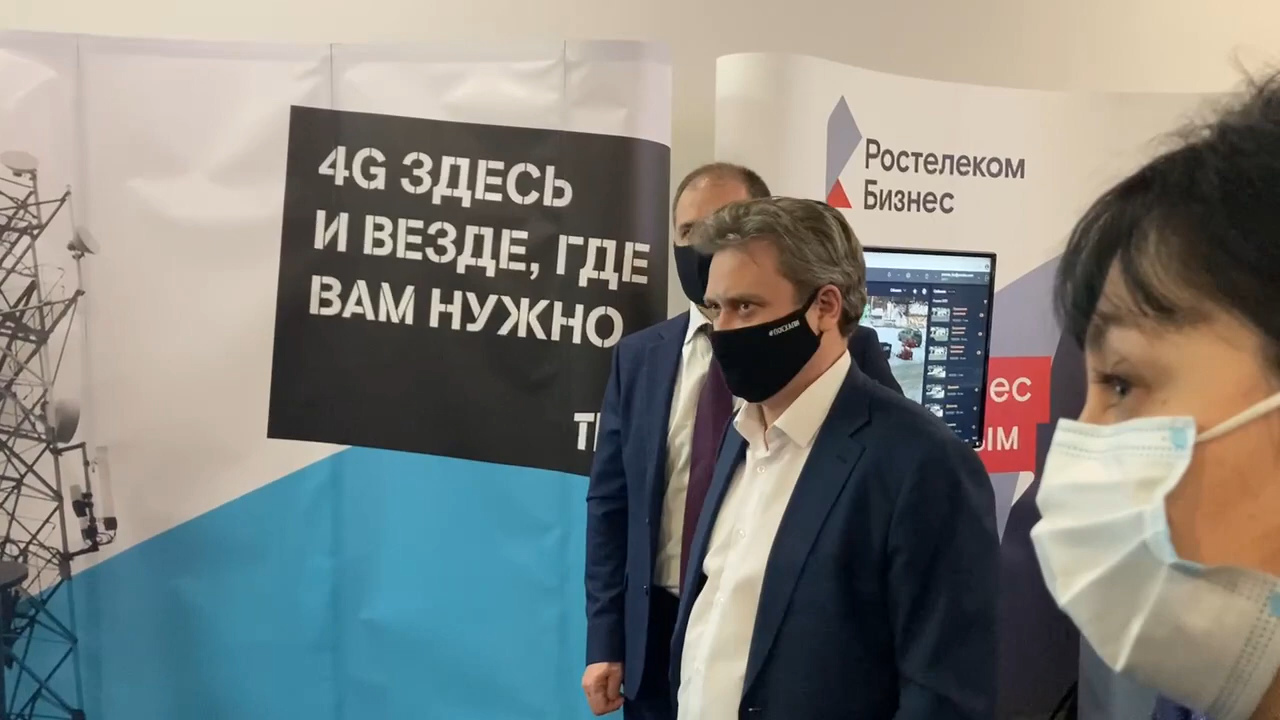 4G ЗДЕСЬ
И ВЕЗДЕ, ГДЕ
ВАМ НУЖНО
Ростелеком
Бизнес